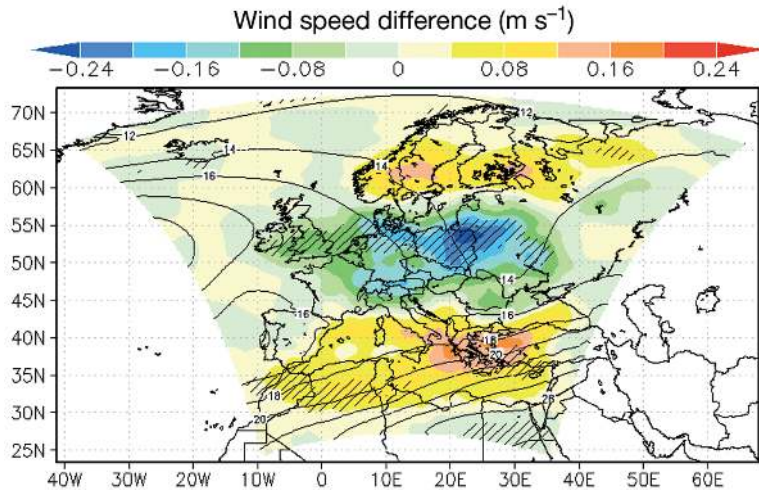 Wind speed difference (m s⁻¹)
−0.24 −0.16 −0.08 0 0.08 0.16 0.24
70N
65N
60N
55N
50N
45N
40N
35N
30N
25N
12
12
14
14
16
14
16
16
18
20
18
20
28
40W 30W 20W 10W 0 10E 20E 30E 40E 50E 60E